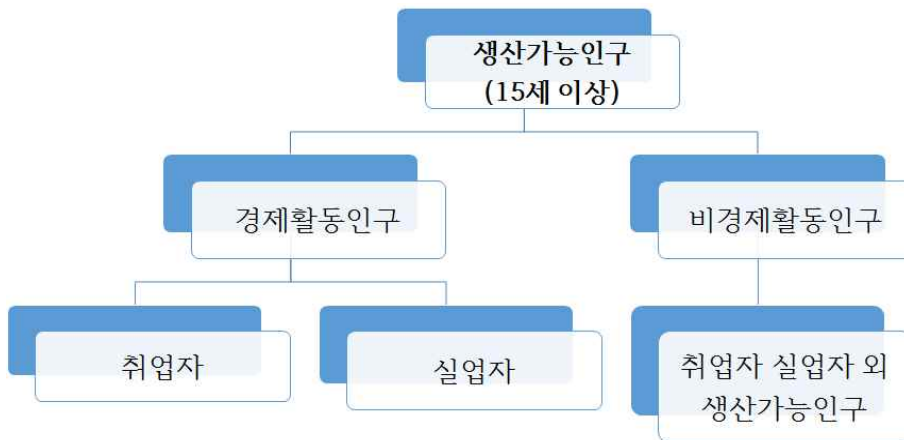 생산가능인구
(15세 이상)
경제활동인구
비경제활동인구
취업자
실업자
취업자 실업자 외
생산가능인구